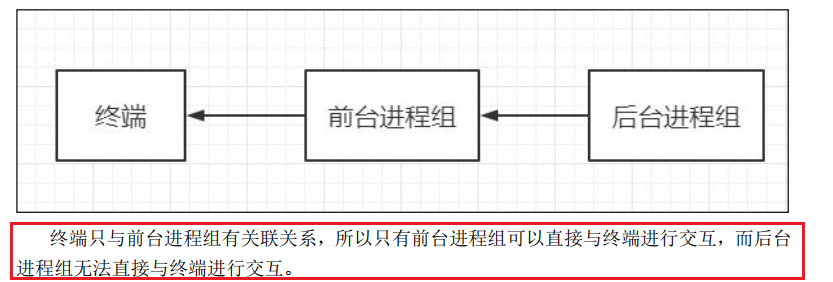 终端
前台进程组
后台进程组
终端只与前台进程组有关联关系，所以只有前台进程组可以直接与终端进行交互，而后台
进程组无法直接与终端进行交互。